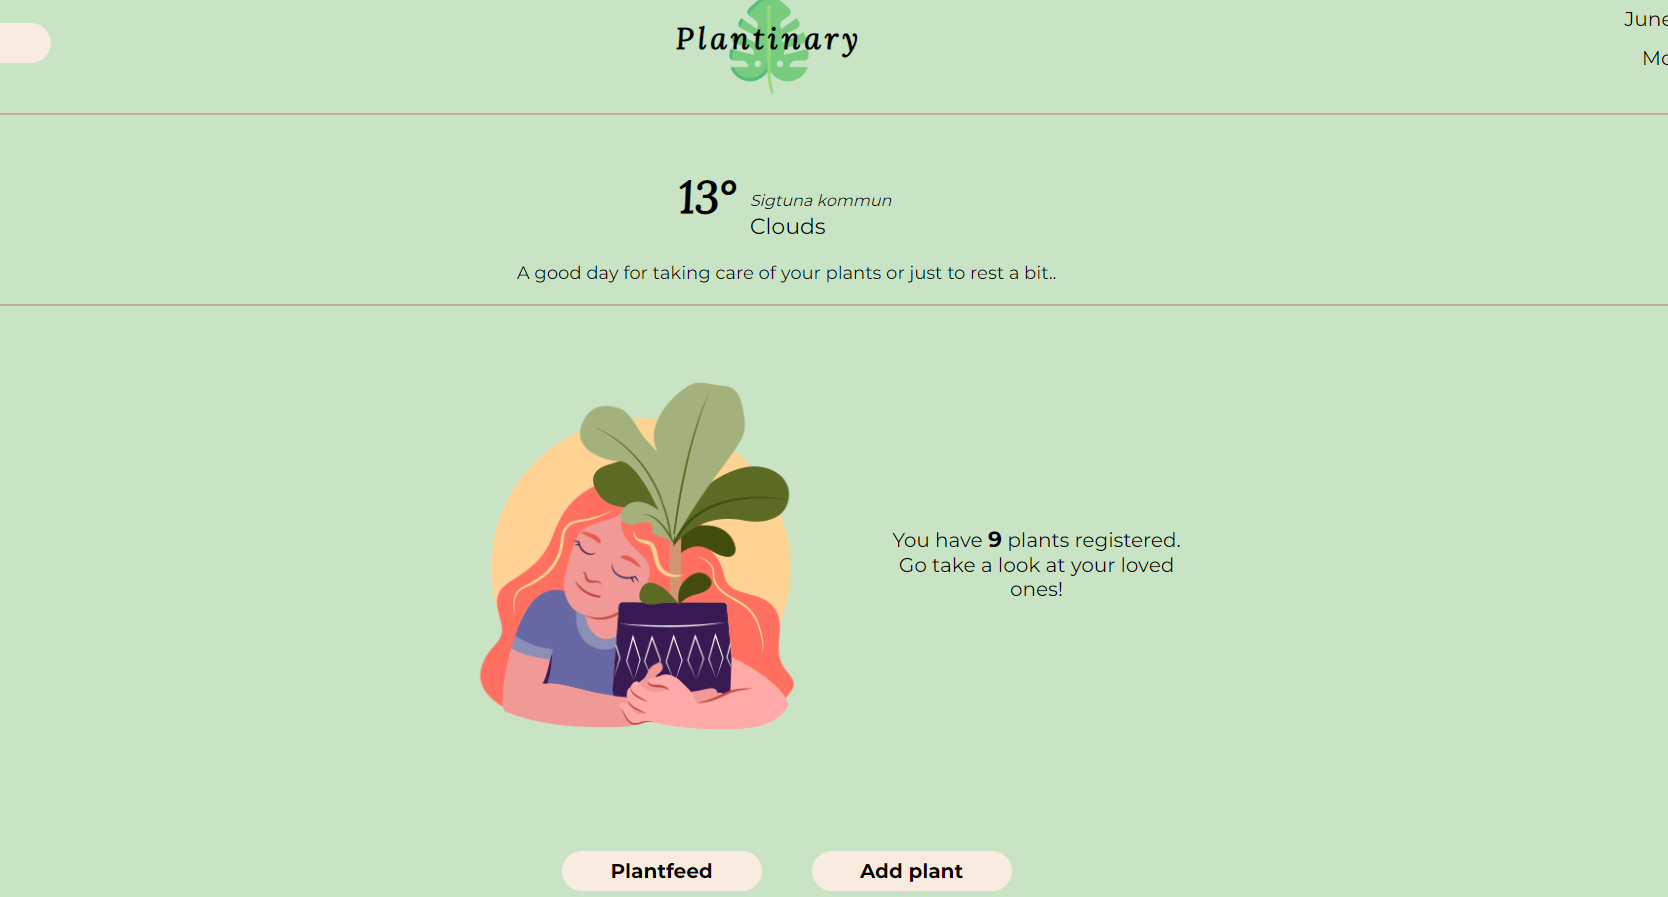 Plantinary
June
Mo
13°
Sigtuna kommun
Clouds
A good day for taking care of your plants or just to rest a bit..
You have 9 plants registered.
Go take a look at your loved
ones!
Plantfeed
Add plant